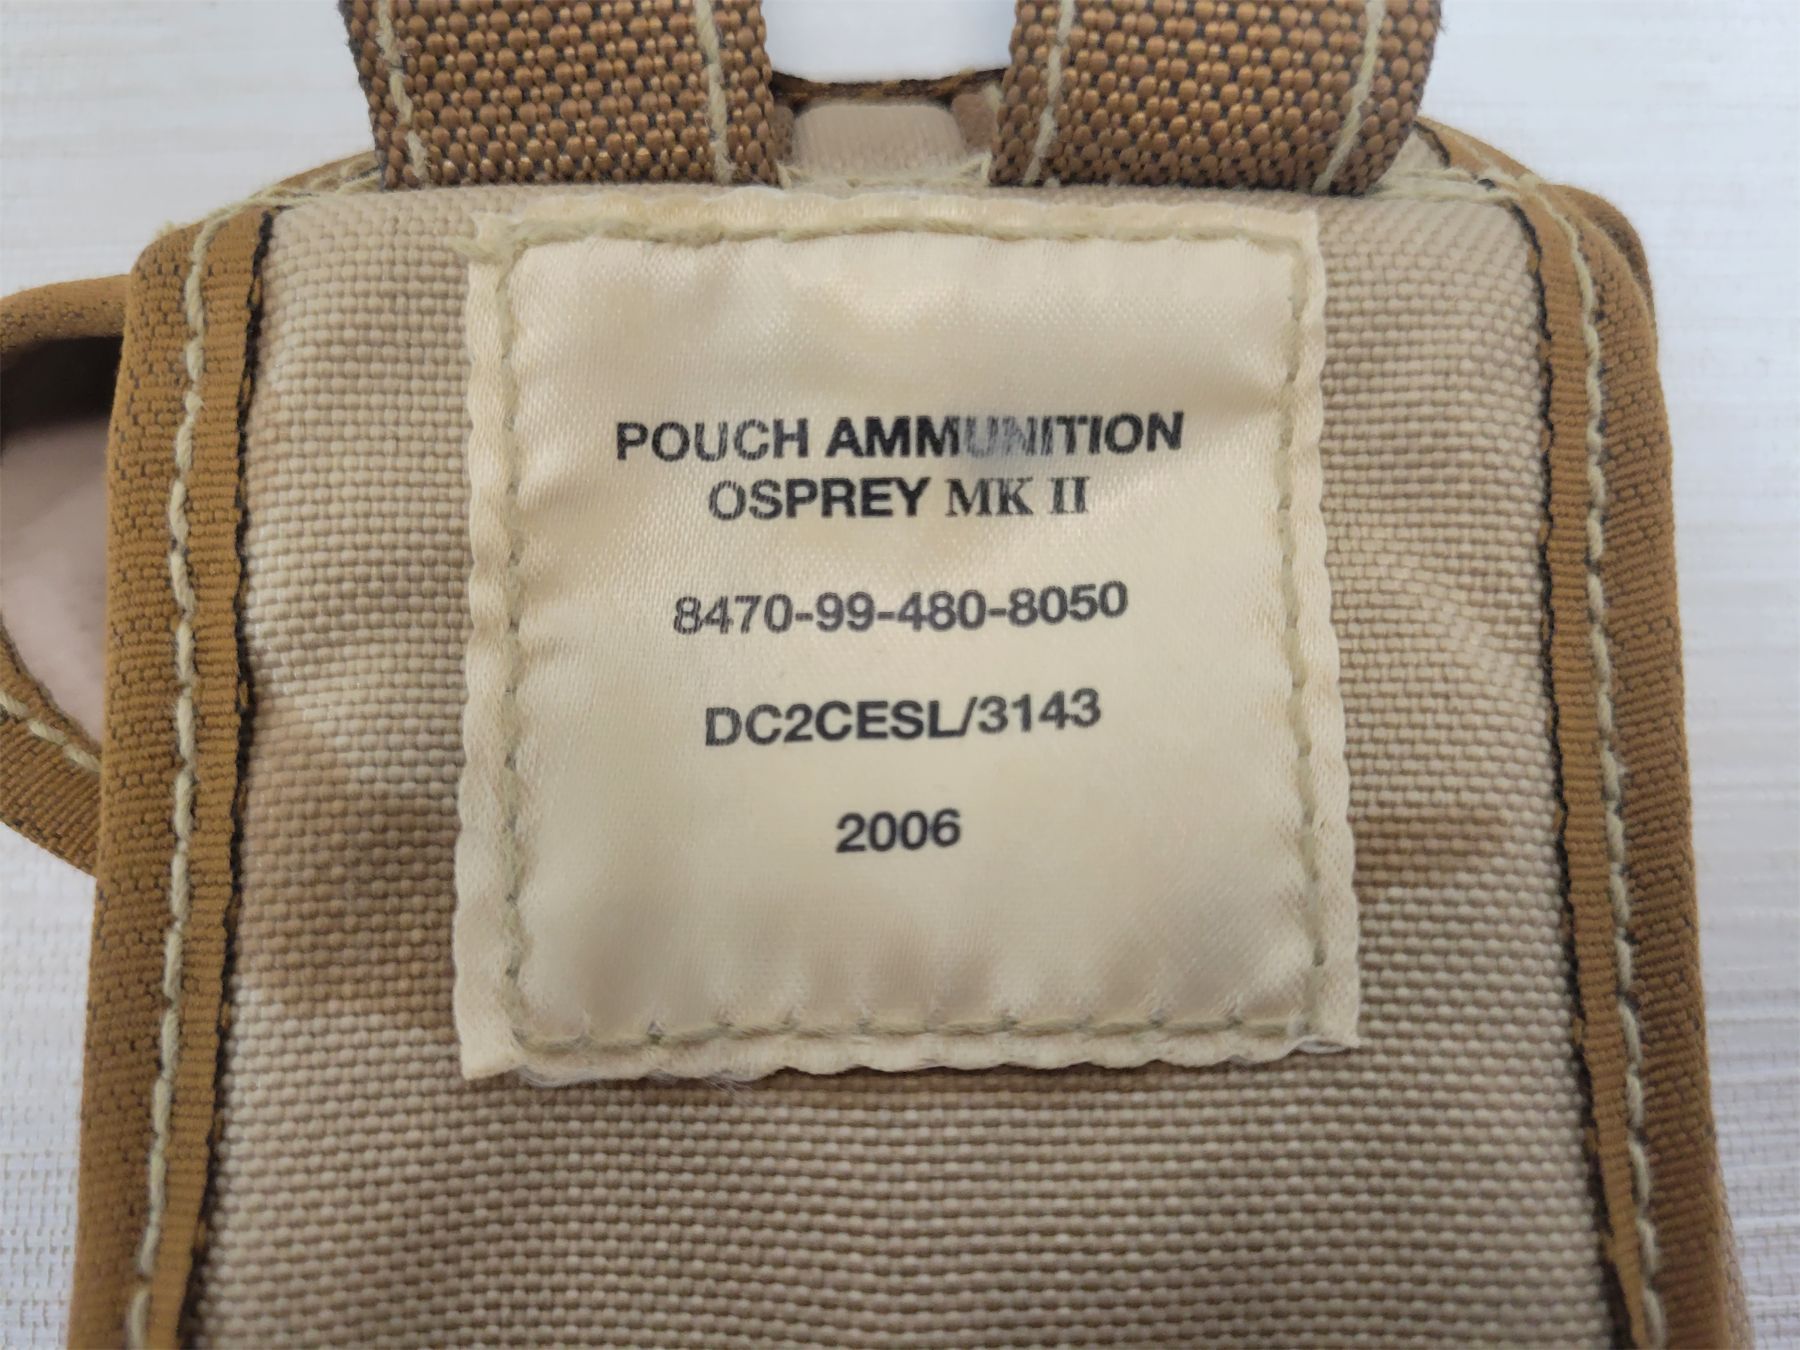 POUCH AMMUNITION
OSPREY MK II
8470-99-480-8050
DC2CESL/3143
2006